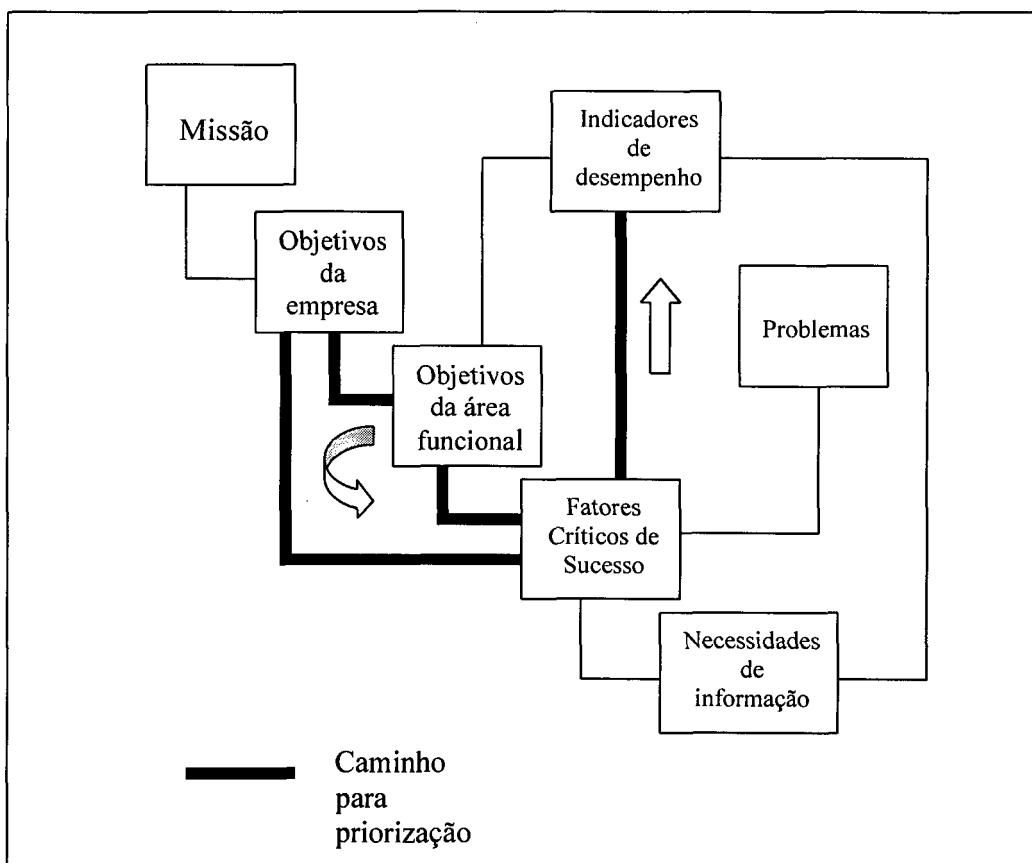 Missão
Indicadores
de
desempenho
Objetivos
da
empresa
Problemas
Objetivos
da área
funcional
Fatores
Críticos de
Sucesso
Necessidades
de
informação
Caminho
para
priorização